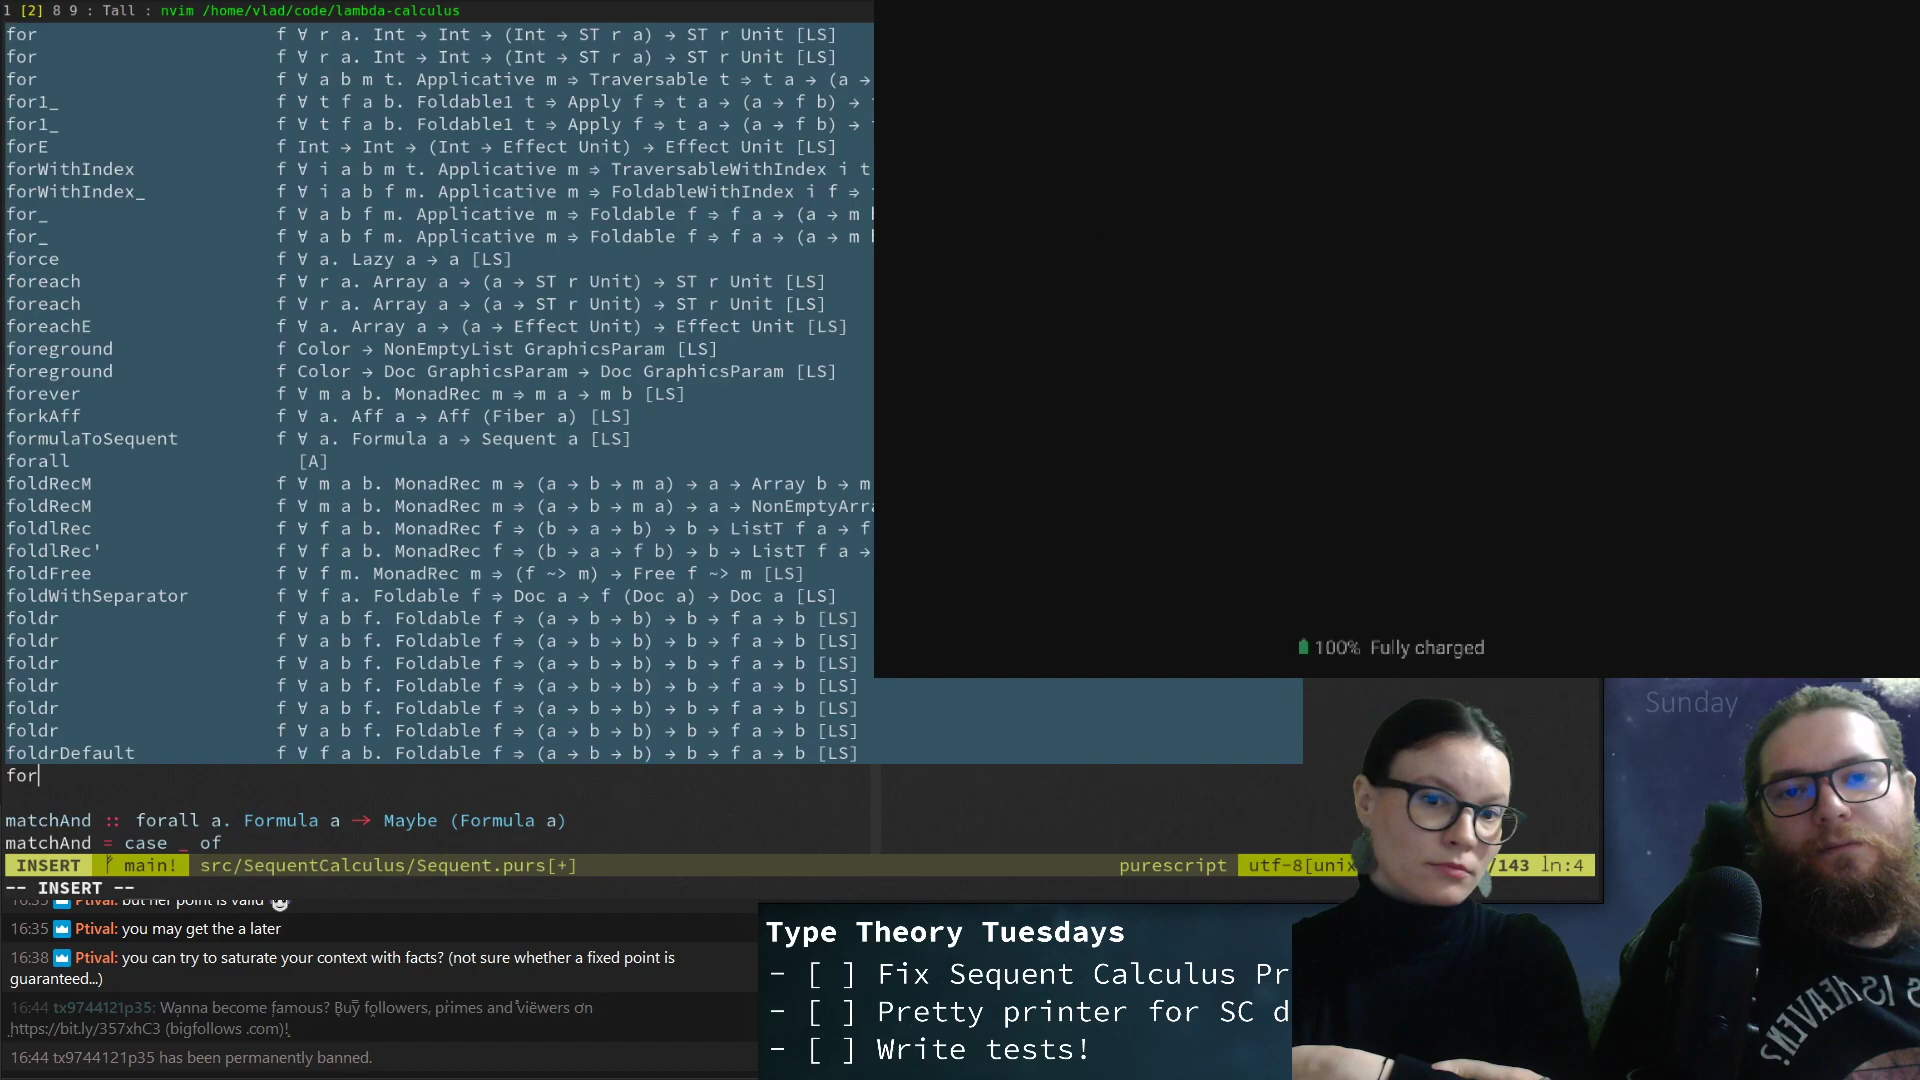 1 [2] 8 9 : Tall : nvim /home/vlad/code/lambda-calculus
for f ∀ r a. Int → Int → (Int → ST r a) → ST r Unit [LS]
for f ∀ r a. Int → Int → (Int → ST r a) → ST r Unit [LS]
for f ∀ a b m t. Applicative m ⇒ Traversable t ⇒ t a → (a →
for1_ f ∀ t f a b. Foldable1 t ⇒ Apply f ⇒ t a → (a → f b) →
for1_ f ∀ t f a b. Foldable1 t ⇒ Apply f ⇒ t a → (a → f b) →
forE f Int → Int → (Int → Effect Unit) → Effect Unit [LS]
forWithIndex f ∀ i a b m t. Applicative m ⇒ TraversableWithIndex i t
forWithIndex_ f ∀ i a b f m. Applicative m ⇒ FoldableWithIndex i f ⇒
for_ f ∀ a b f m. Applicative m ⇒ Foldable f ⇒ f a → (a → m b
for_ f ∀ a b f m. Applicative m ⇒ Foldable f ⇒ f a → (a → m b
force f ∀ a. Lazy a → a [LS]
foreach f ∀ r a. Array a → (a → ST r Unit) → ST r Unit [LS]
foreach f ∀ r a. Array a → (a → ST r Unit) → ST r Unit [LS]
foreachE f ∀ a. Array a → (a → Effect Unit) → Effect Unit [LS]
foreground f Color → NonEmptyList GraphicsParam [LS]
foreground f Color → Doc GraphicsParam → Doc GraphicsParam [LS]
forever f ∀ m a b. MonadRec m ⇒ m a → m b [LS]
forkAff f ∀ a. Aff a → Aff (Fiber a) [LS]
formulaToSequent f ∀ a. Formula a → Sequent a [LS]
forall [A]
foldRecM f ∀ m a b. MonadRec m ⇒ (a → b → m a) → a → Array b → m
foldRecM f ∀ m a b. MonadRec m ⇒ (a → b → m a) → a → NonEmptyArr
foldlRec f ∀ f a b. MonadRec f ⇒ (b → a → b) → b → ListT f a → f
foldlRec' f ∀ f a b. MonadRec f ⇒ (b → a → f b) → b → ListT f a →
foldFree f ∀ f m. MonadRec m ⇒ (f ~> m) → Free f ~> m [LS]
foldWithSeparator f ∀ f a. Foldable f ⇒ Doc a → f (Doc a) → Doc a [LS]
foldr f ∀ a b f. Foldable f ⇒ (a → b → b) → b → f a → b [LS]
foldr f ∀ a b f. Foldable f ⇒ (a → b → b) → b → f a → b [LS]
foldr f ∀ a b f. Foldable f ⇒ (a → b → b) → b → f a → b [LS]
foldr f ∀ a b f. Foldable f ⇒ (a → b → b) → b → f a → b [LS]
foldr f ∀ a b f. Foldable f ⇒ (a → b → b) → b → f a → b [LS]
foldr f ∀ a b f. Foldable f ⇒ (a → b → b) → b → f a → b [LS]
foldrDefault f ∀ f a b. Foldable f ⇒ (a → b → b) → b → f a → b [LS]
for
matchAnd :: forall a. Formula a → Maybe (Formula a)
matchAnd = case _ of
INSERT main! src/SequentCalculus/Sequent.purs[+] purescript utf-8[unix /143 ln:4
-- INSERT --
100% Fully charged
Sunday
16:35 Ptival: but her point is valid
16:35 Ptival: you may get the a later
16:38 Ptival: you can try to saturate your context with facts? (not sure whether a fixed point is
guaranteed...)
16:44 tx9744121p35: Wanna become famous? Buy followers, primes and viewers on
https://bit.ly/357xhC3 (bigfollows .com)!
16:44 tx9744121p35 has been permanently banned.
Type Theory Tuesdays
- [ ] Fix Sequent Calculus Pr
- [ ] Pretty printer for SC d
- [ ] Write tests!